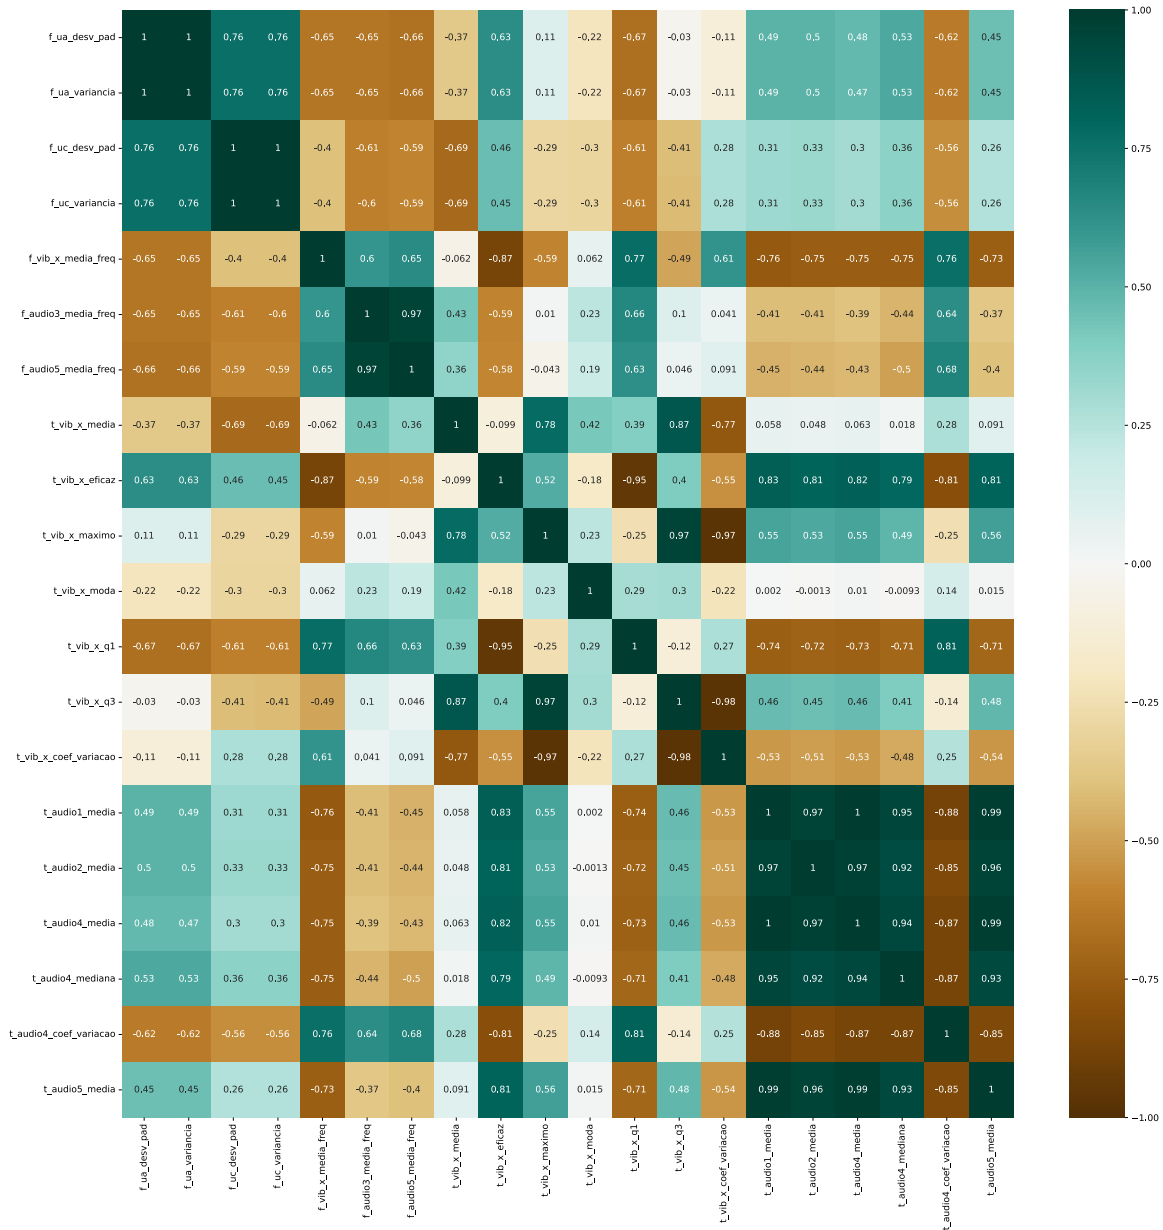 f_ua_desv_pad 1 1 0,76 0,76 -0,65 -0,65 -0,66 -0,37 0,63 0,11 -0,22 -0,67 -0,03 -0,11 0,49 0,5 0,48 0,53 -0,62 0,45
f_ua_variancia 1 1 0.76 0.76 -0.65 -0.65 -0.66 -0.37 0.63 0.11 -0.22 -0.67 -0.03 -0.11 0.49 0.5 0.47 0.53 -0.62 0.45
f_uc_desv_pad 0.76 0.76 1 1 -0.4 -0.61 -0.59 -0.69 0.46 -0.29 -0.3 -0.61 -0.41 0.28 0.31 0.33 0.3 0.36 -0.56 0.26
f_uc_variancia 0,76 0,76 1 1 -0,4 -0,6 -0,59 -0,69 0,45 -0,29 -0,3 -0,61 -0,41 0,28 0,31 0,33 0,3 0,36 -0,56 0,26
f_vib_x_media_freq -0.65 -0.65 -0.4 -0.4 1 0.6 0.65 -0.062 -0.87 -0.59 0.062 0.77 -0.49 0.61 -0.76 -0.75 -0.75 -0.75 0.76 -0.73
f_audio3_media_freq -0.65 -0.65 -0.61 -0.6 0.6 1 0.97 0.43 -0.59 0.01 0.23 0.66 0.1 0.041 -0.41 -0.41 -0.39 -0.44 0.64 -0.37
f_audio5_media_freq -0.66 -0.66 -0.59 -0.59 0.65 0.97 1 0.36 -0.58 -0.043 0.19 0.63 0.046 0.091 -0.45 -0.44 -0.43 -0.5 0.68 -0.4
t_vib_x_media -0.37 -0.37 -0.69 -0.69 -0.062 0.43 0.36 1 -0.099 0.78 0.42 0.39 0.87 -0.77 0.058 0.048 0.063 0.018 0.28 0.091
t_vib_x_eficaz 0.63 0.63 0.46 0.45 -0.87 -0.59 -0.58 -0.099 1 0.52 -0.18 -0.95 0.4 -0.55 0.83 0.81 0.82 0.79 -0.81 0.81
t_vib_x_maximo 0.11 0.11 -0.29 -0.29 -0.59 0.01 -0.043 0.78 0.52 1 0.23 -0.25 0.97 -0.97 0.55 0.53 0.55 0.49 -0.25 0.56
t_vib_x_moda -0.22 -0.22 -0.3 -0.3 0.062 0.23 0.19 0.42 -0.18 0.23 1 0.29 0.3 -0.22 0.002 -0.0013 0.01 -0.0093 0.14 0.015
t_vib_x_q1 -0.67 -0.67 -0.61 -0.61 0.77 0.66 0.63 0.39 -0.95 -0.25 0.29 1 -0.12 0.27 -0.74 -0.72 -0.73 -0.71 0.81 -0.71
t_vib_x_q3 -0.03 -0.03 -0.41 -0.41 -0.49 0.1 0.046 0.87 0.4 0.97 0.3 -0.12 1 -0.98 0.46 0.45 0.46 0.41 -0.14 0.48
t_vib_x_coef_variacao -0,11 -0,11 0,28 0,28 0,61 0,041 0,091 -0,77 -0,55 -0,97 -0,22 0,27 -0,98 1 -0,53 -0,51 -0,53 -0,48 0,25 -0,54
t_audio1_media 0.49 0.49 0.31 0.31 -0.76 -0.41 -0.45 0.058 0.83 0.55 0.002 -0.74 0.46 -0.53 1 0.97 1 0.95 -0.88 0.99
t_audio2_media 0.5 0.5 0.33 0.33 -0.75 -0.41 -0.44 0.048 0.81 0.53 -0.0013 -0.72 0.45 -0.51 0.97 1 0.97 0.92 -0.85 0.96
t_audio4_media 0.48 0.47 0.3 0.3 -0.75 -0.39 -0.43 0.063 0.82 0.55 0.01 -0.73 0.46 -0.53 1 0.97 1 0.94 -0.87 0.99
t_audio4_mediana 0.53 0.53 0.36 0.36 -0.75 -0.44 -0.5 0.018 0.79 0.49 -0.0093 -0.71 0.41 -0.48 0.95 0.92 0.94 1 -0.87 0.93
t_audio4_coef_variacao -0.62 -0.62 -0.56 -0.56 0.76 0.64 0.68 0.28 -0.81 -0.25 0.14 0.81 -0.14 0.25 -0.88 -0.85 -0.87 -0.87 1 -0.85
t_audio5_media 0,45 0,45 0,26 0,26 -0,73 -0,37 -0,4 0,091 0,81 0,56 0,015 -0,71 0,48 -0,54 0,99 0,96 0,99 0,93 -0,85 1
f_ua_desv_pad
f_ua_variancia
f_uc_desv_pad
f_uc_variancia
f_vib_x_media_freq
f_audio3_media_freq
f_audio5_media_freq
t_vib_x_media
t_vib_x_eficaz
t_vib_x_maximo
t_vib_x_moda
t_vib_x_q1
t_vib_x_q3
t_vib_x_coef_variacao
t_audio1_media
t_audio2_media
t_audio4_media
t_audio4_mediana
t_audio4_coef_variacao
t_audio5_media
1.00
0.75
0.50
0.25
0,00
−0,25
−0,50
−0.75
−1.00